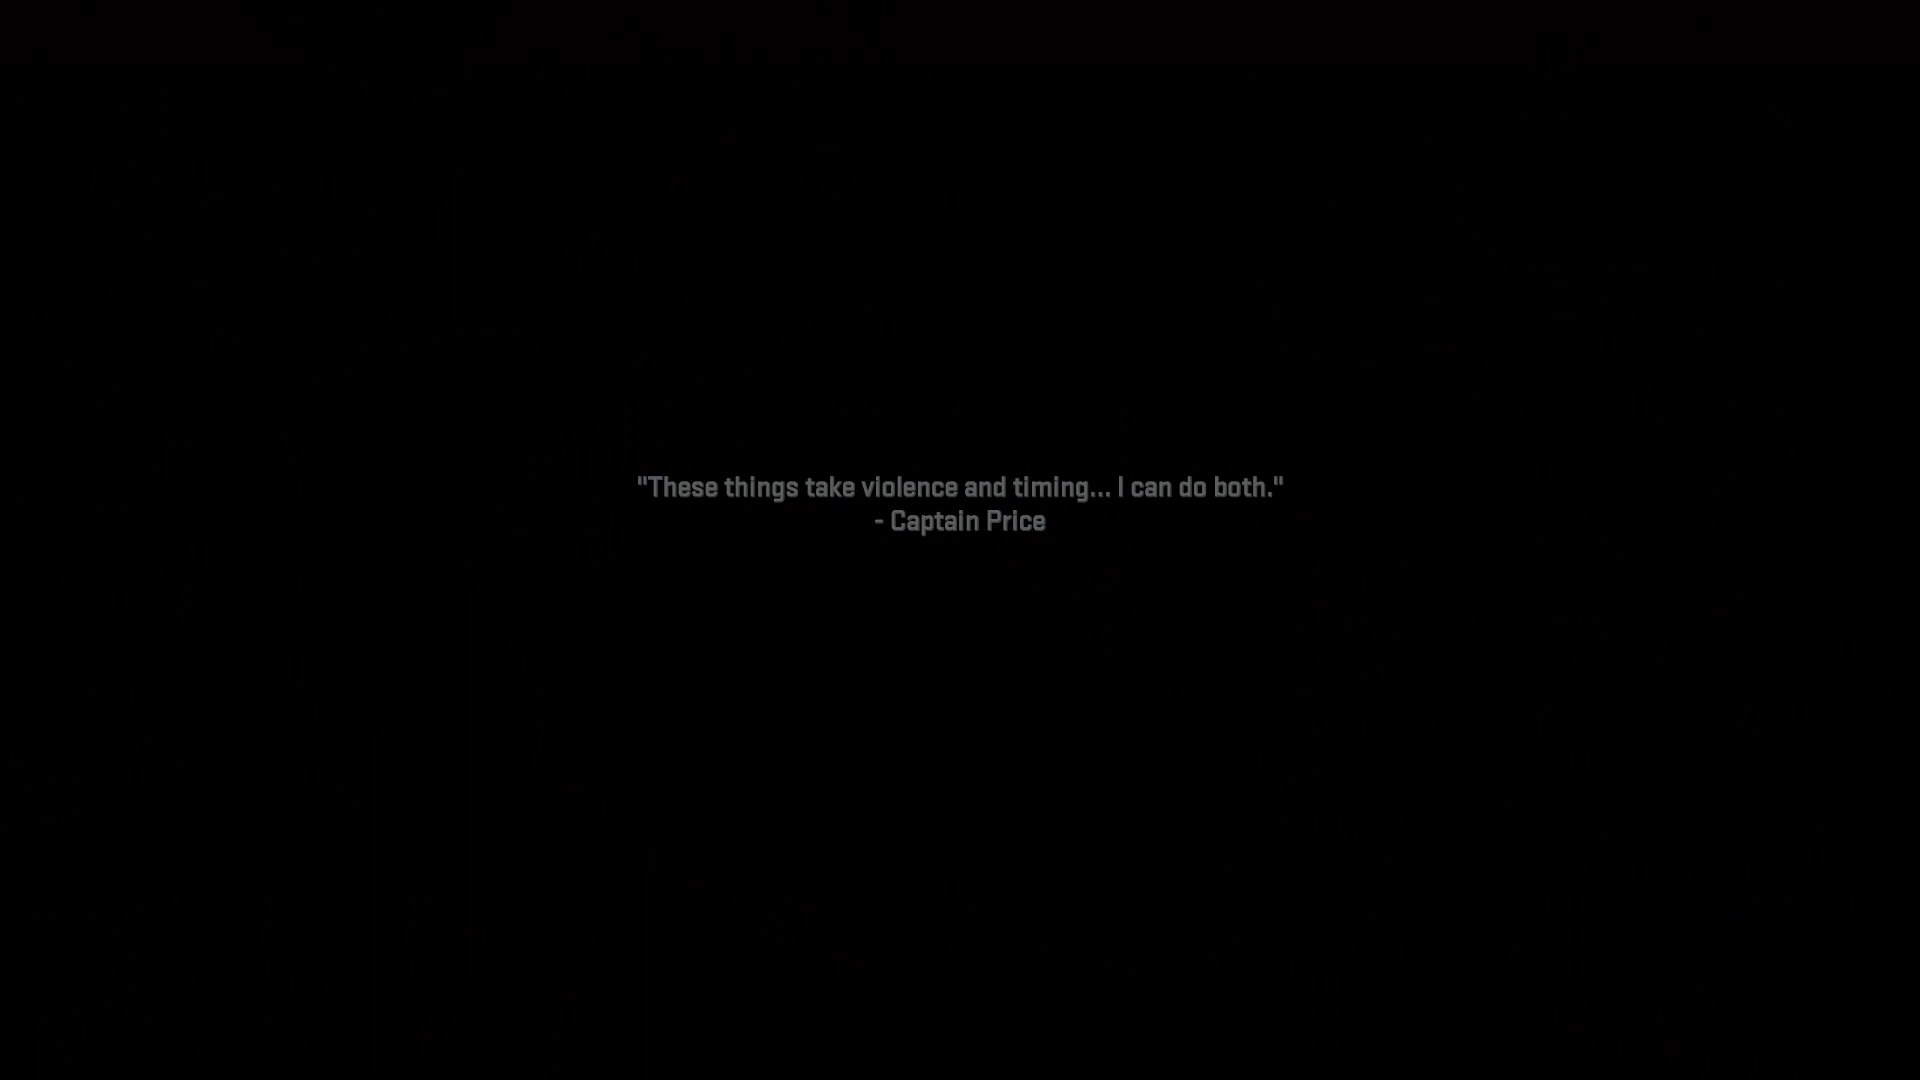 "These things take violence and timing... I can do both."
- Captain Price